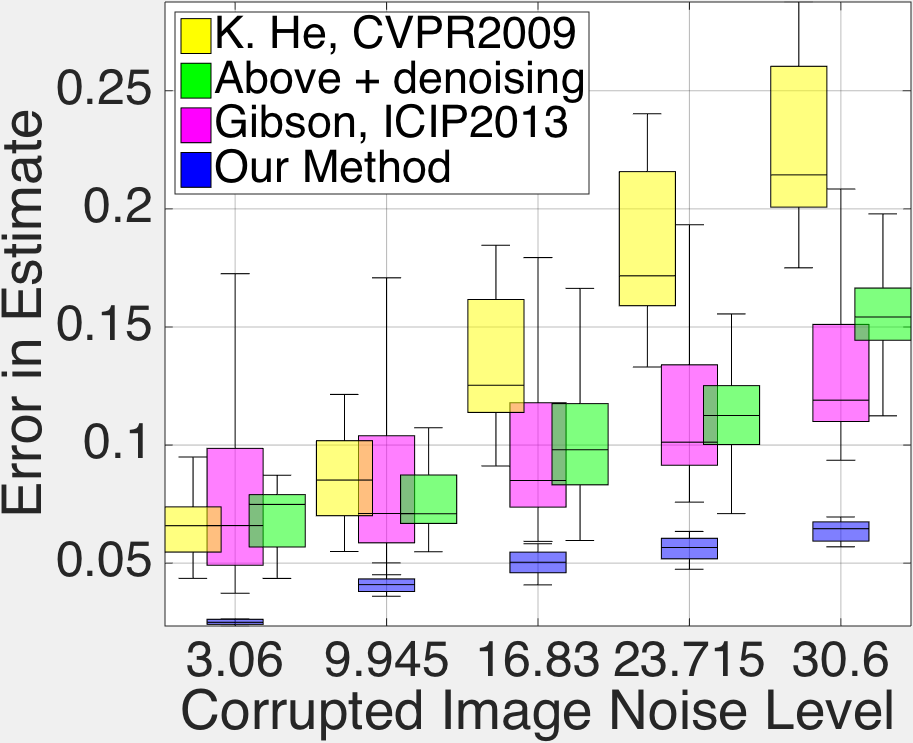 K. He, CVPR2009
Above + denoising
Gibson, ICIP2013
Our Method
Error in Estimate
0.25
0.2
0.15
0.1
0.05
3.06 9.945 16.83 23.715 30.6
Corrupted Image Noise Level